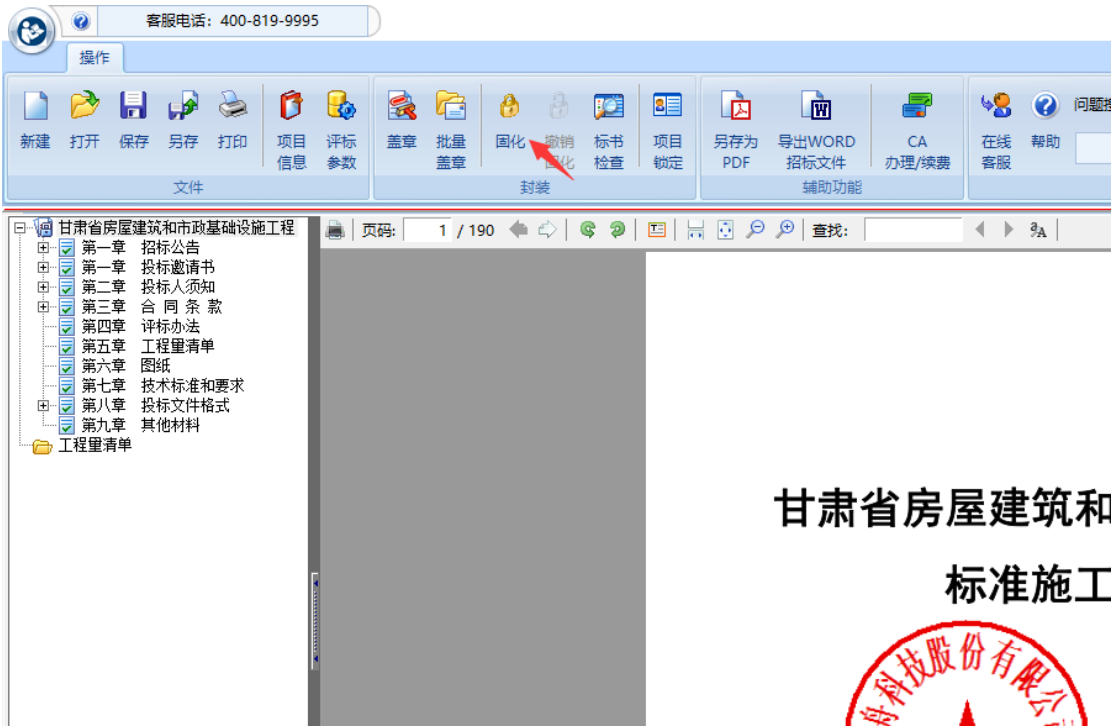 客服电话：400-819-9995
操作
新建 打开 保存 另存 打印 项目信息 评标参数 盖章 批量盖章 固化 撤销固化 标书检查 项目锁定 另存为PDF 导出WORD招标文件 CA办理/续费 在线客服 帮助 问题
文件 封装 辅助功能
页码： 1 / 190 查找：
甘肃省房屋建筑和市政基础设施工程
第一章 招标公告
第一章 投标邀请书
第二章 投标人须知
第三章 合 同 条 款
第四章 评标办法
第五章 工程量清单
第六章 图纸
第七章 技术标准和要求
第八章 投标文件格式
第九章 其他材料
工程量清单
甘肃省房屋建筑和
标准施工
舟科技股份有限公